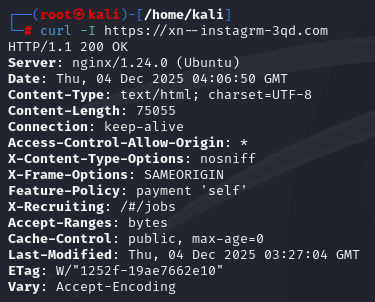 ┌──(root㉿kali)-[/home/kali]
└─# curl -I https://xn--instagrm-3qd.com
HTTP/1.1 200 OK
Server: nginx/1.24.0 (Ubuntu)
Date: Thu, 04 Dec 2025 04:06:50 GMT
Content-Type: text/html; charset=UTF-8
Content-Length: 75055
Connection: keep-alive
Access-Control-Allow-Origin: *
X-Content-Type-Options: nosniff
X-Frame-Options: SAMEORIGIN
Feature-Policy: payment 'self'
X-Recruiting: /#/jobs
Accept-Ranges: bytes
Cache-Control: public, max-age=0
Last-Modified: Thu, 04 Dec 2025 03:27:04 GMT
ETag: W/"1252f-19ae7662e10"
Vary: Accept-Encoding